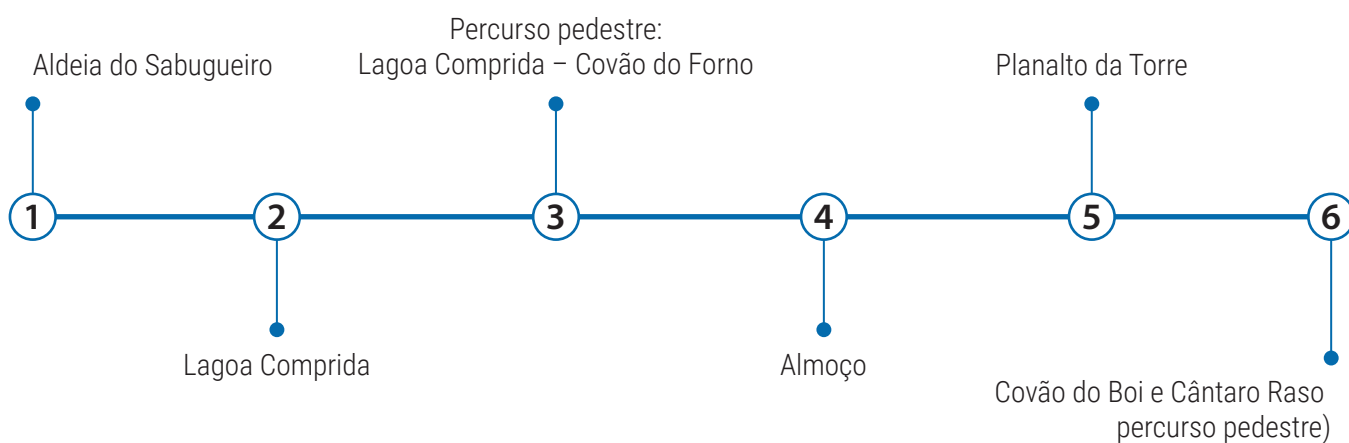 Aldeia do Sabugueiro
Percurso pedestre:
Lagoa Comprida – Covão do Forno
Planalto da Torre
1
2
3
4
5
6
Lagoa Comprida
Almoço
Covão do Boi e Cântaro Raso
percurso pedestre)